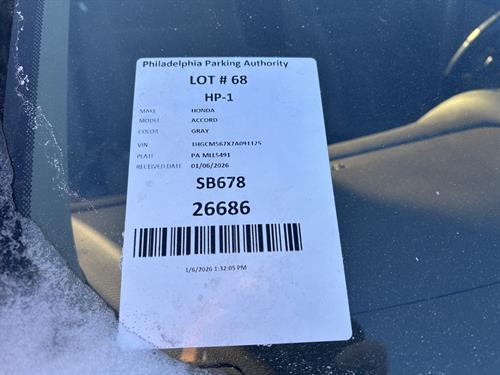 Philadelphia Parking Authority
LOT # 68
HP-1
MAKE HONDA
MODEL ACCORD
COLOR GRAY
VIN 1HGCM567X7A091125
PLATE PA MLL5491
RECEIVED DATE 01/06/2026
SB678
26686
1/6/2026 1:32:05 PM